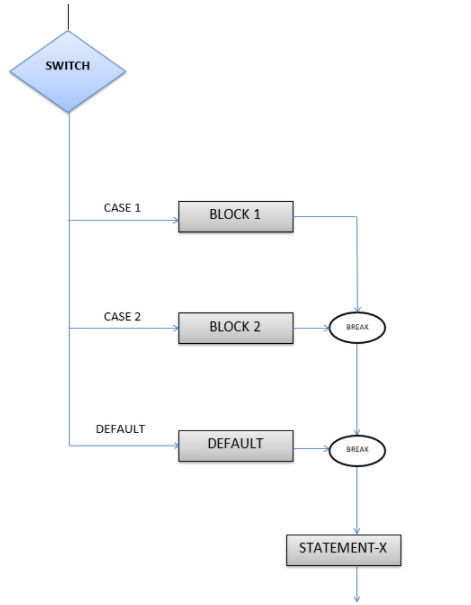 SWITCH
CASE 1
BLOCK 1
CASE 2
BLOCK 2
BREAK
DEFAULT
DEFAULT
BREAK
STATEMENT-X